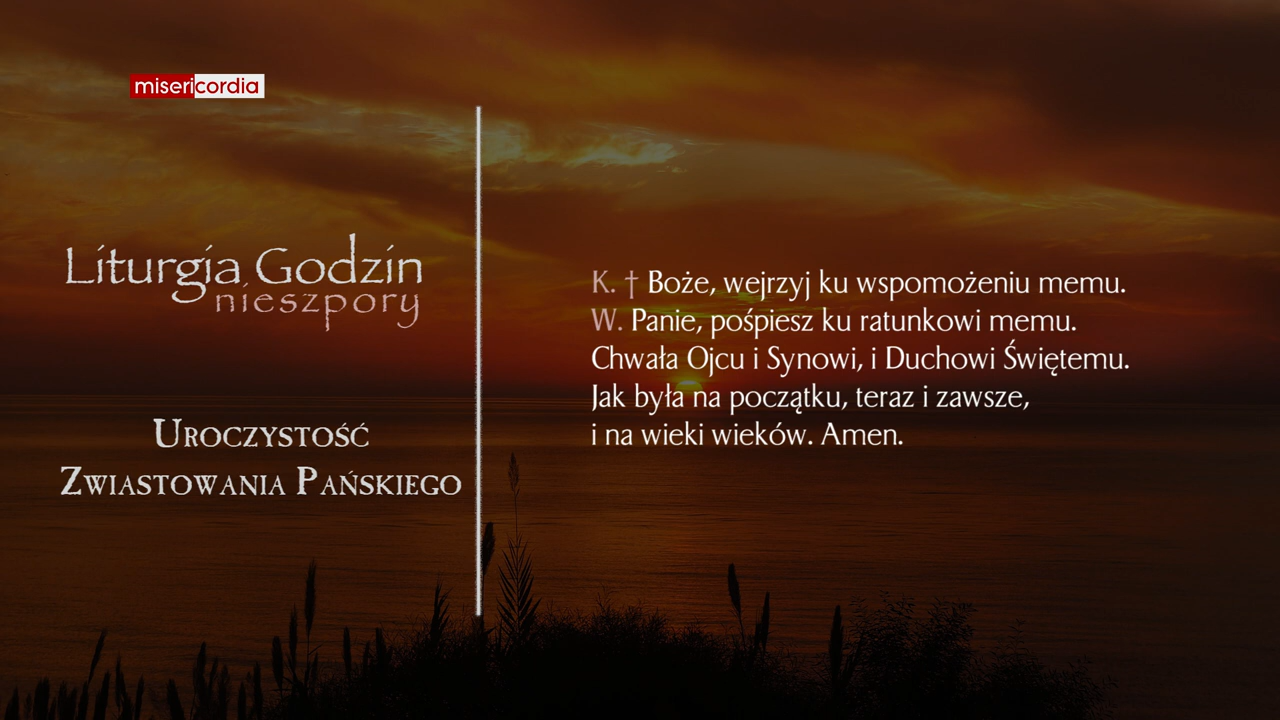 misericordia
Liturgia Godzin
nieszpory
Uroczystość
Zwiastowania Pańskiego
K. † Boże, wejrzyj ku wspomożeniu memu.
W. Panie, pośpiesz ku ratunkowi memu.
Chwała Ojcu i Synowi, i Duchowi Świętemu.
Jak była na początku, teraz i zawsze,
i na wieki wieków. Amen.